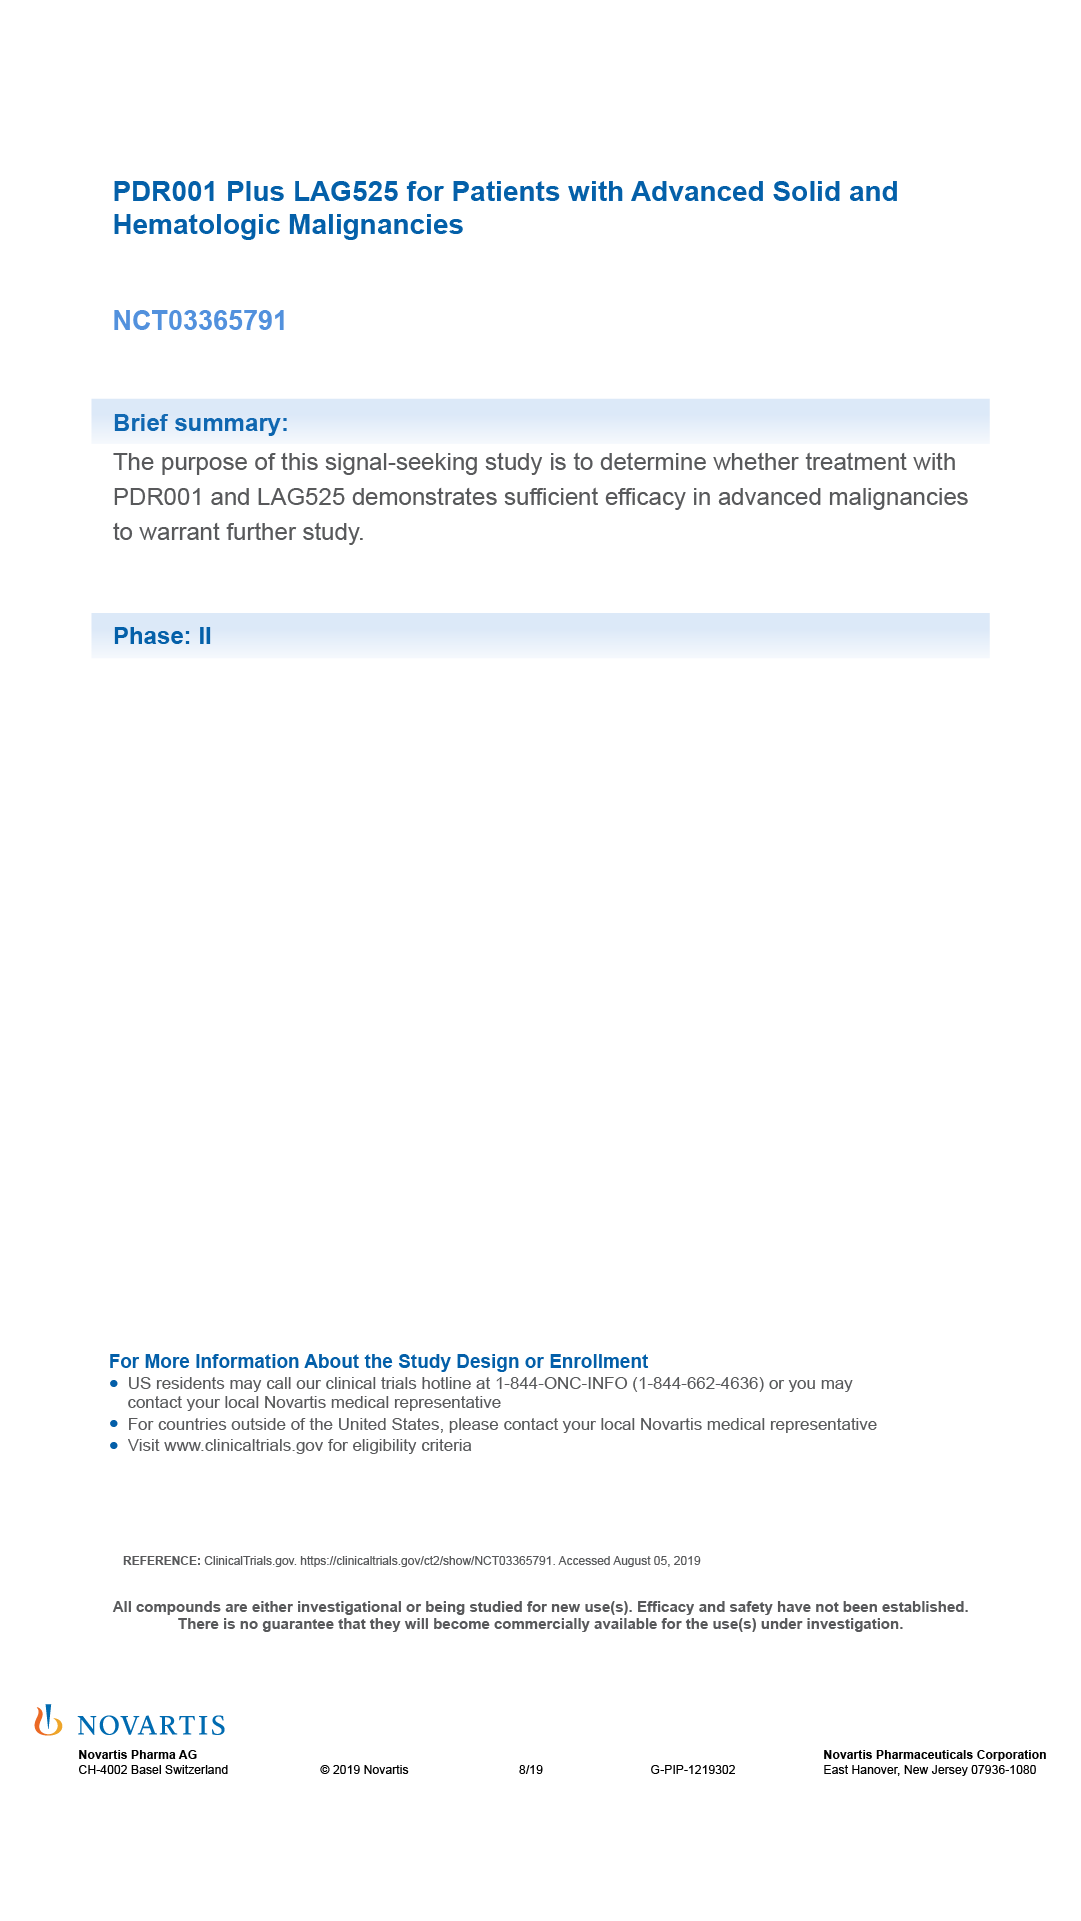 PDR001 Plus LAG525 for Patients with Advanced Solid and
Hematologic Malignancies
NCT03365791
Brief summary:
The purpose of this signal-seeking study is to determine whether treatment with
PDR001 and LAG525 demonstrates sufficient efficacy in advanced malignancies
to warrant further study.
Phase: II
For More Information About the Study Design or Enrollment
● US residents may call our clinical trials hotline at 1-844-ONC-INFO (1-844-662-4636) or you may
contact your local Novartis medical representative
● For countries outside of the United States, please contact your local Novartis medical representative
● Visit www.clinicaltrials.gov for eligibility criteria
REFERENCE: ClinicalTrials.gov. https://clinicaltrials.gov/ct2/show/NCT03365791. Accessed August 05, 2019
All compounds are either investigational or being studied for new use(s). Efficacy and safety have not been established.
There is no guarantee that they will become commercially available for the use(s) under investigation.
NOVARTIS
Novartis Pharma AG
CH-4002 Basel Switzerland
© 2019 Novartis
8/19
G-PIP-1219302
Novartis Pharmaceuticals Corporation
East Hanover, New Jersey 07936-1080